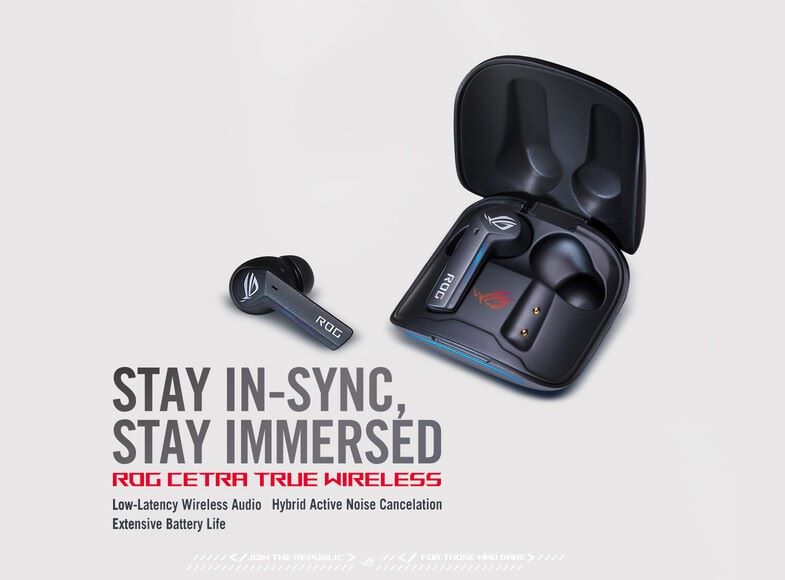 ROG
ROG
STAY IN-SYNC,
STAY IMMERSED
ROG CETRA TRUE WIRELESS
Low-Latency Wireless Audio Hybrid Active Noise Cancelation
Extensive Battery Life
</ JOIN THE REPUBLIC > </ FOR THOSE WHO DARE>